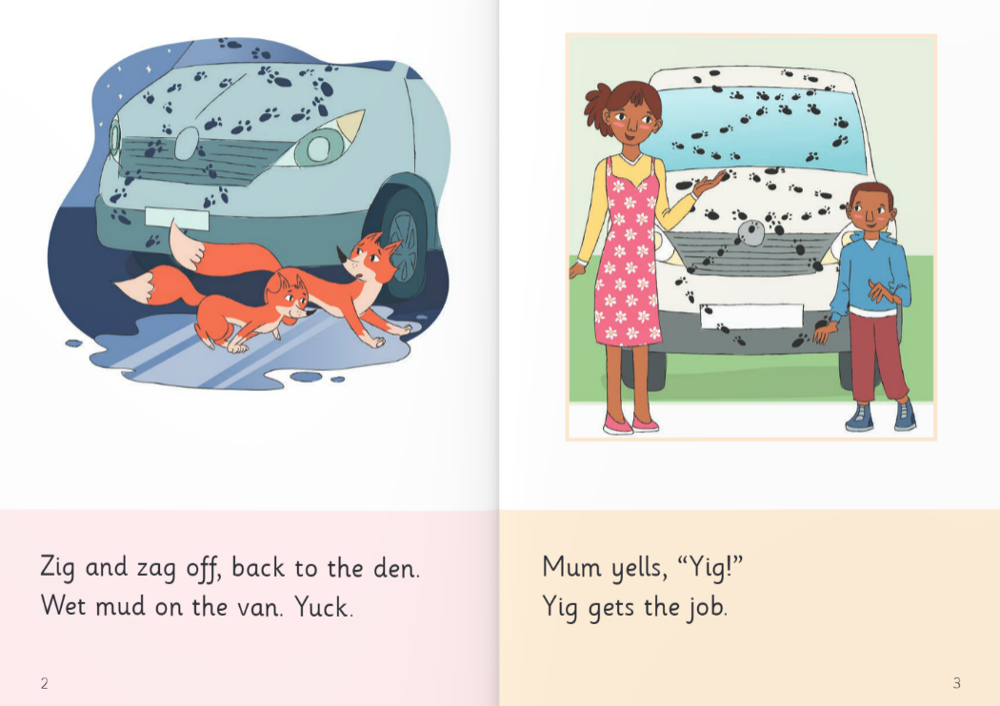 Zig and zag off, back to the den.
Wet mud on the van. Yuck.
2
Mum yells, “Yig!”
Yig gets the job.
3